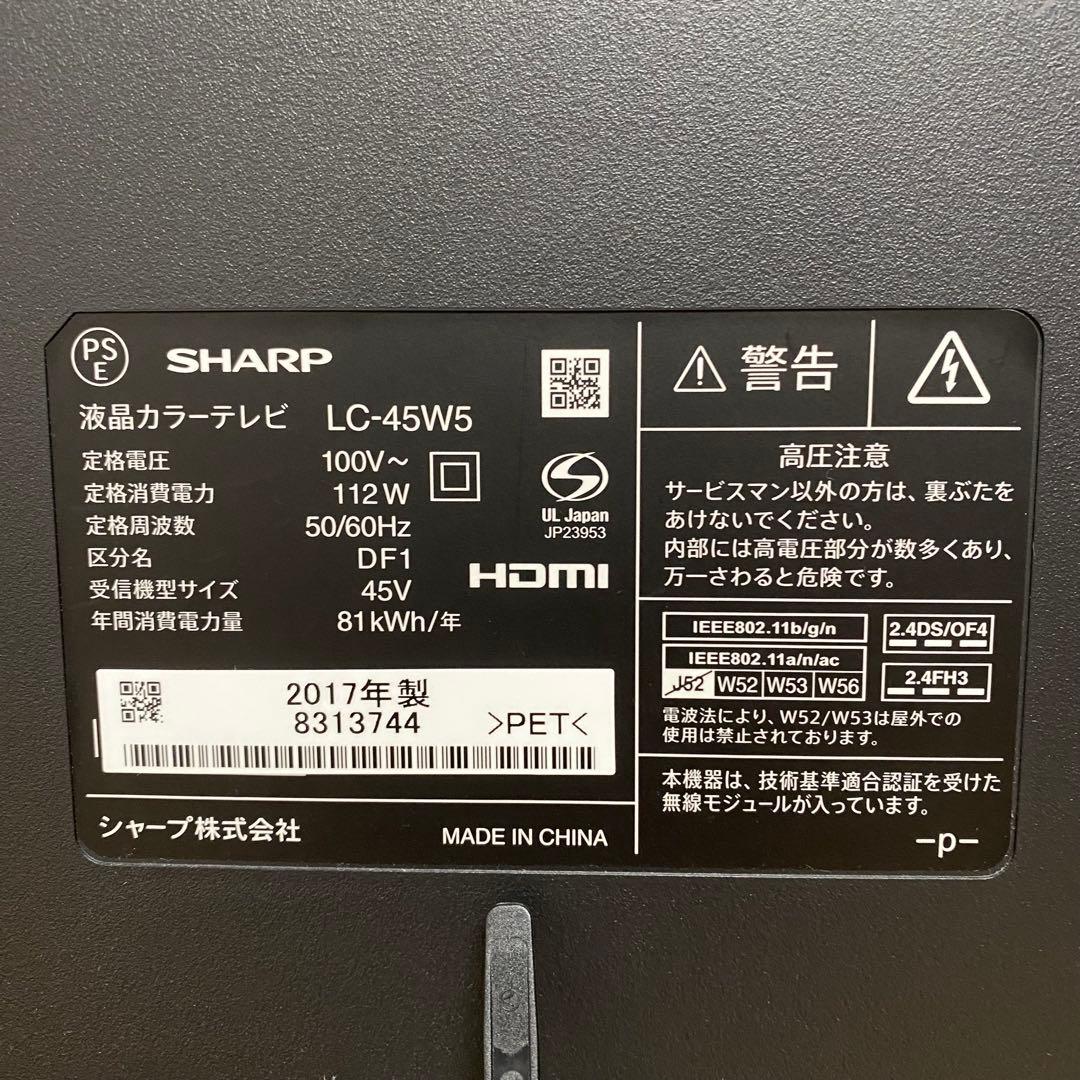 PS
E
SHARP
液晶カラーテレビ LC-45W5
定格電圧 100V～
定格消費電力 112W
定格周波数 50/60Hz
区分名 DF1
受信機型サイズ 45V
年間消費電力量 81kWh/年
UL Japan
JP23953
HDMI
2017年製
8313744 >PET<
シャープ株式会社 MADE IN CHINA
警告
高圧注意
サービスマン以外の方は、裏ぶたを
あけないでください。
内部には高電圧部分が数多くあり、
万一さわると危険です。
IEEE802.11b/g/n
2.4DS/OF4
IEEE802.11a/n/ac
J52 W52 W53 W56
2.4FH3
電波法により、W52/W53は屋外での
使用は禁止されております。
本機器は、技術基準適合認証を受けた
無線モジュールが入っています。
-p-